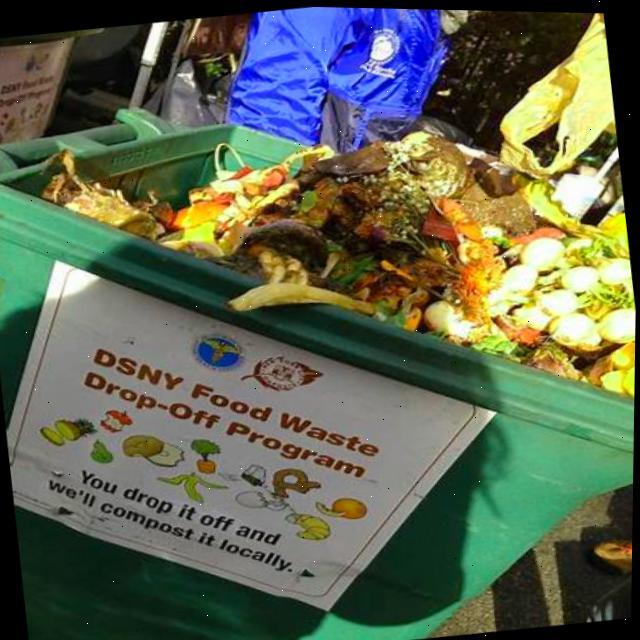 DSNY Food Waste
Drop-Off Program
You drop it off and
we'll compost it locally.